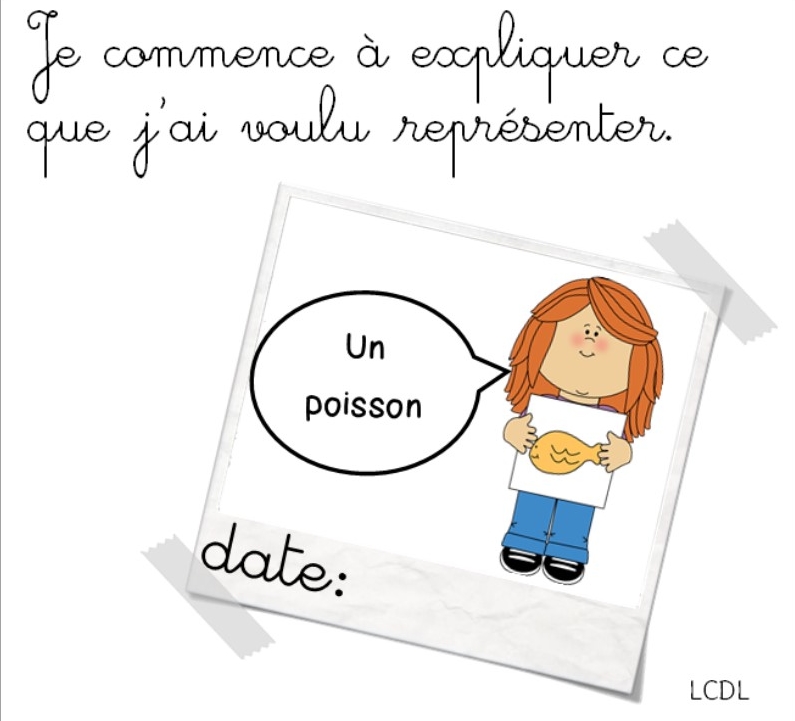 Je commence à expliquer ce
que j'ai voulu représenter.
Un
poisson
date:
LCDL